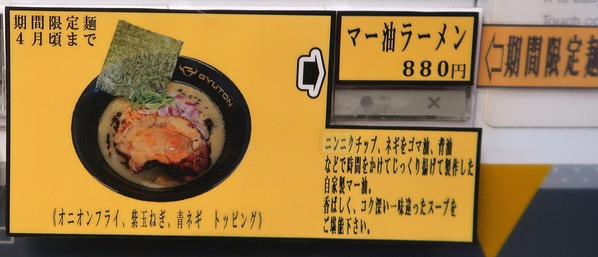 期間限定麺
4月頃まで
GYUTON
《オニオンフライ、紫玉ねぎ、青ネギ トッピング》
マー油ラーメン
880円
ニンニクチップ、ネギをゴマ油、背油
などで時間をかけてじっくり揚げて製作した
自家製マー油。
香ばしく、コク深い一味違ったスープを
ご堪能下さい。
Touch
期間限定麺